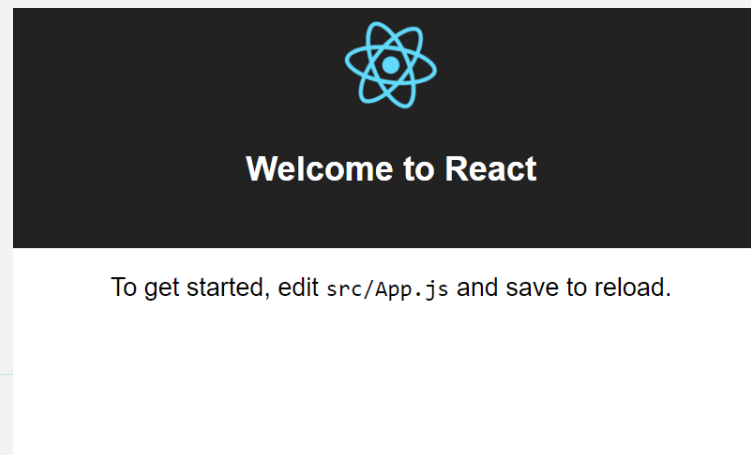 Welcome to React
To get started, edit src/App.js and save to reload.